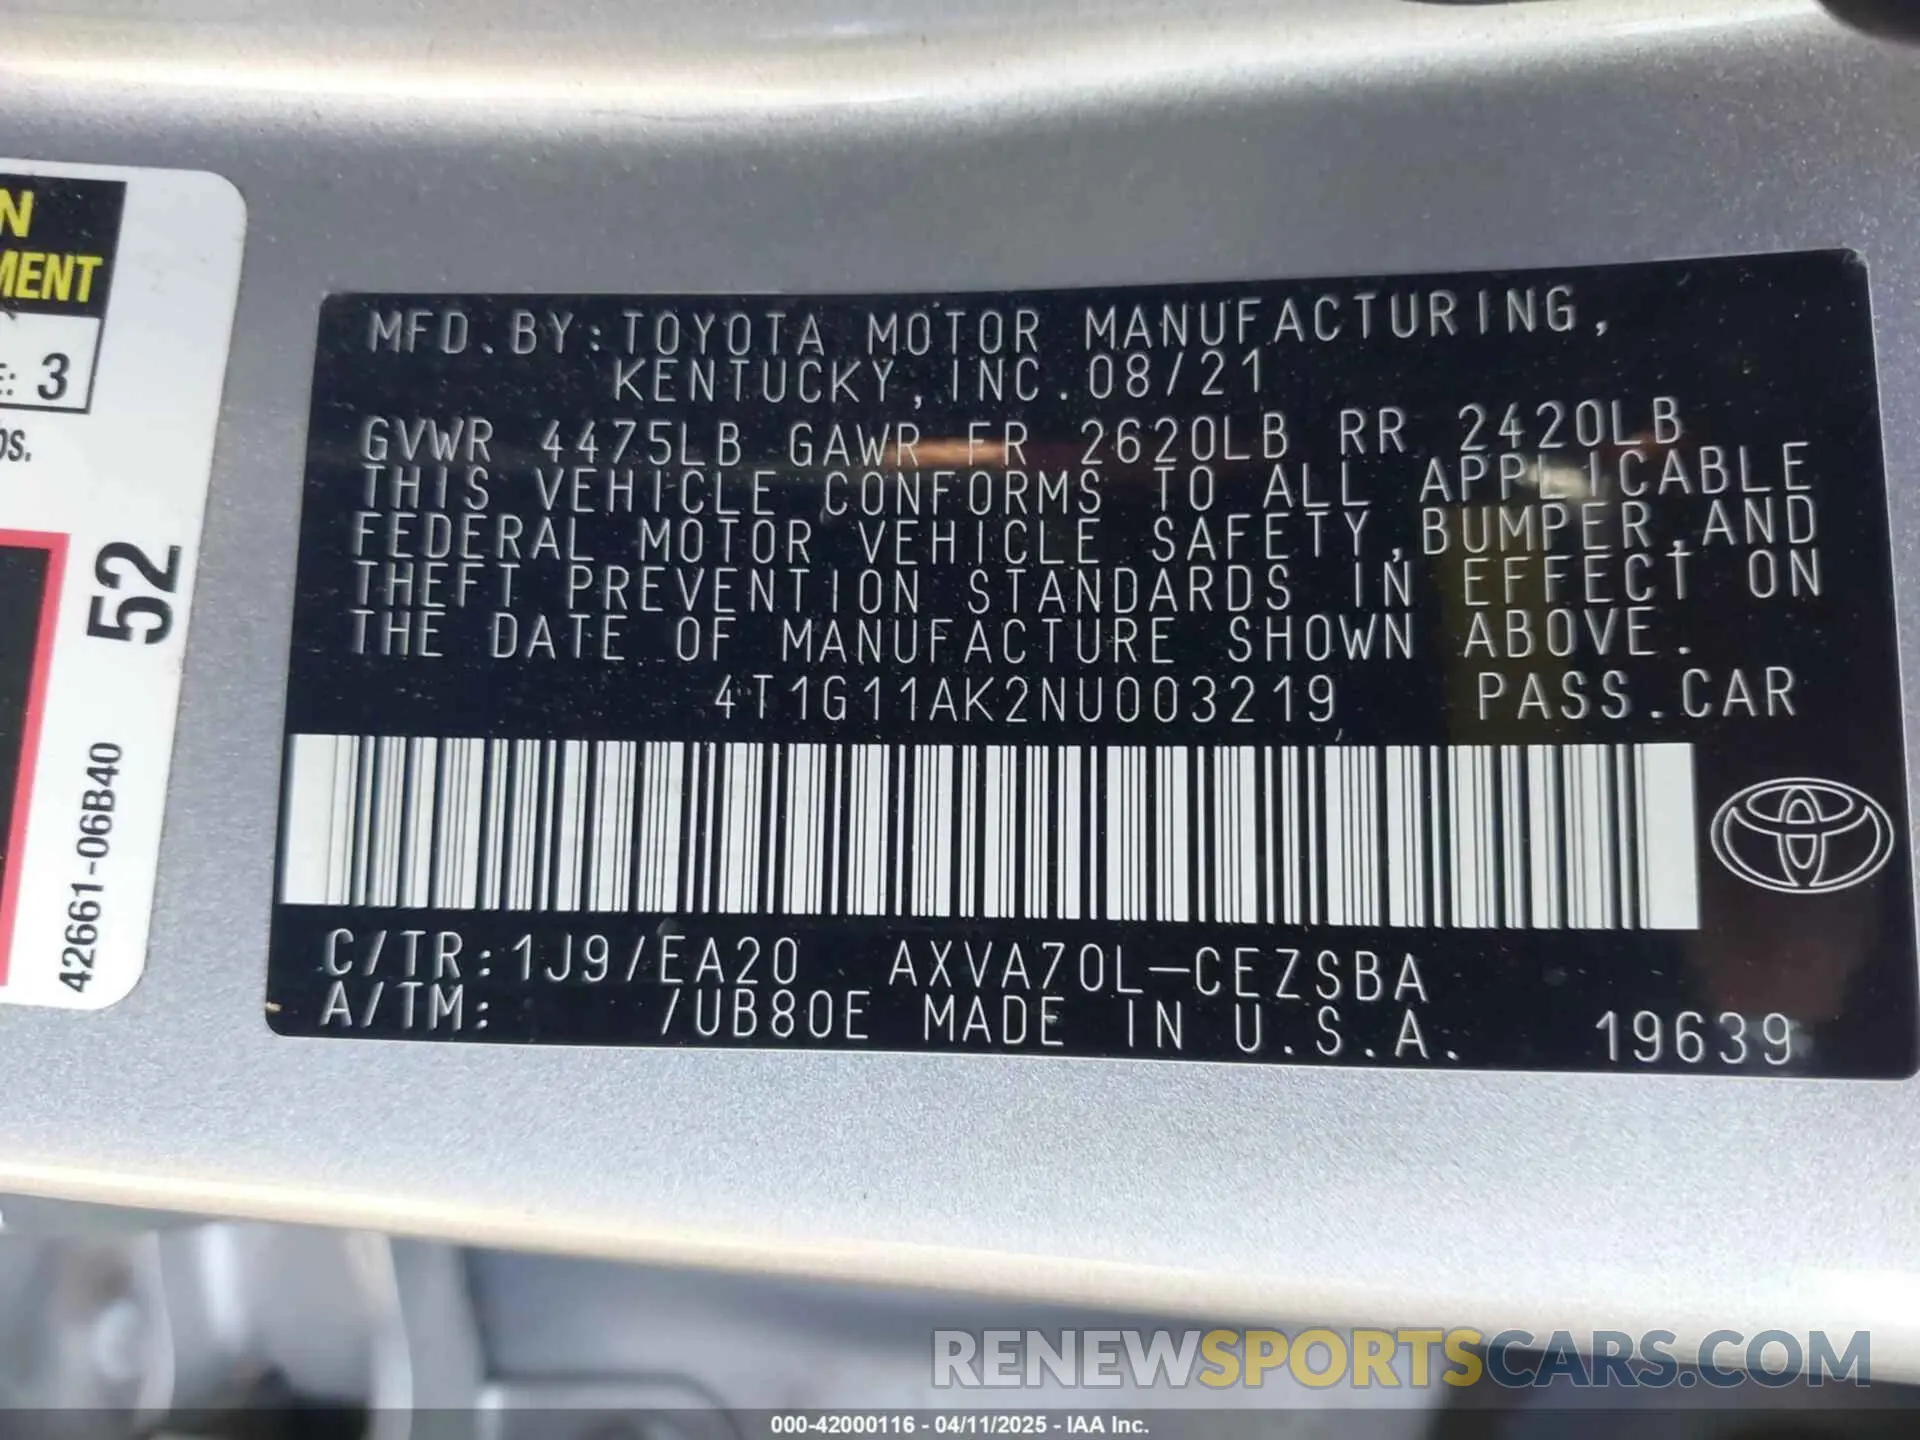 N
MENT
E: 3
os.
52
42661-06B40
MFD.BY:TOYOTA MOTOR MANUFACTURING,
KENTUCKY,INC.08/21
GVWR 4475LB GAWR FR 2620LB RR 2420LB
THIS VEHICLE CONFORMS TO ALL APPLICABLE
FEDERAL MOTOR VEHICLE SAFETY,BUMPER,AND
THEFT PREVENTION STANDARDS IN EFFECT ON
THE DATE OF MANUFACTURE SHOWN ABOVE.
4T1G11AK2NU003219 PASS.CAR
C/TR:1J9/EA20 AXVA70L-CEZSBA
A/TM: /UB80E MADE IN U.S.A. 19639
RENEWSPORTSCARS.COM
000-42000116 - 04/11/2025 - IAA Inc.